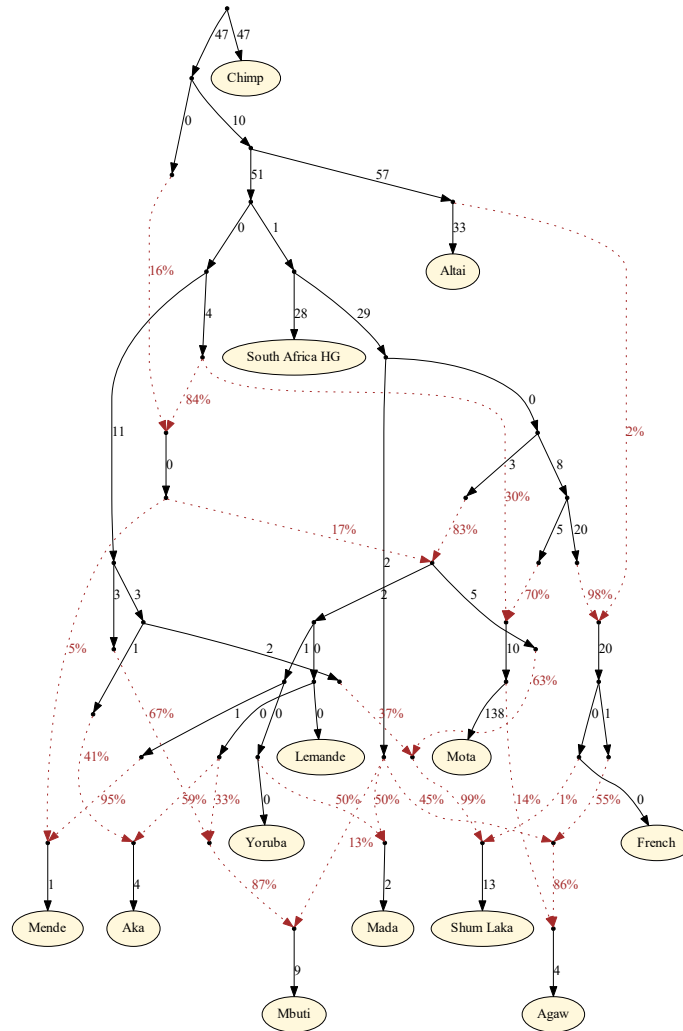 47 47
Chimp
0 10
51 57
0 1 33
16% Altai
4 28 29
South Africa HG
84% 0
11 2%
0 3 30% 8
17% 83% 5 20
2 70% 98%
3 3 2 5
5% 1 2 1 0 10 20
67% 63%
1 0 0 0 37% 138 0 1
41% Lemande Mota
95% 59% 33% 0 50% 50% 45% 99% 14% 1% 55% 0
Yoruba 13% French
1 4 87% 2 13 86%
Mende Aka Mada Shum Laka
9 4
Mbuti Agaw